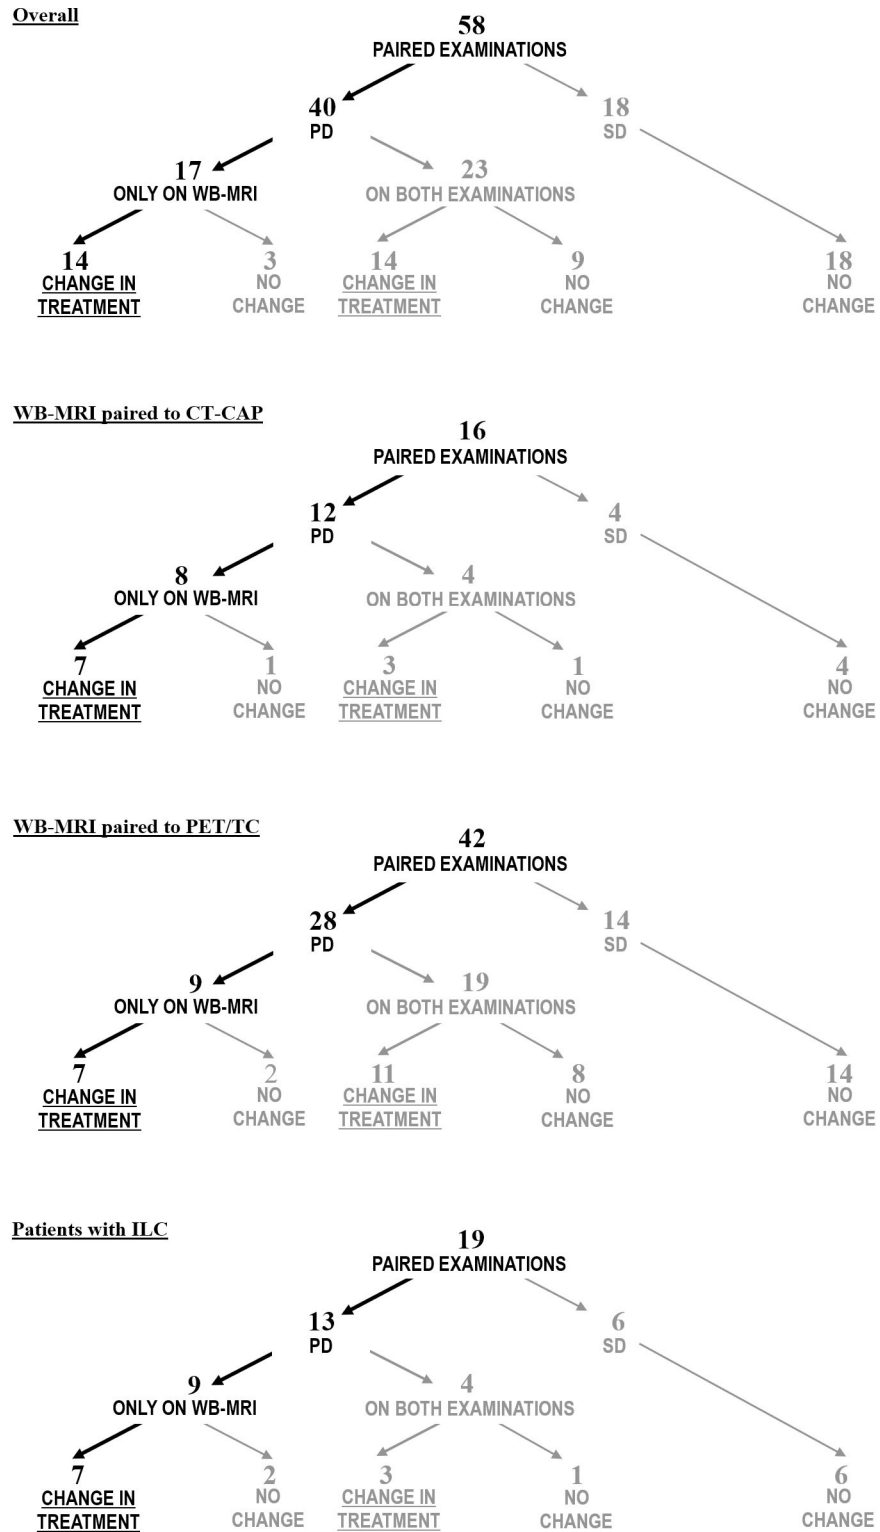 Overall
58
PAIRED EXAMINATIONS
40
PD
18
SD
17
ONLY ON WB-MRI
23
ON BOTH EXAMINATIONS
14
CHANGE IN
TREATMENT
3
NO
CHANGE
14
CHANGE IN
TREATMENT
9
NO
CHANGE
18
NO
CHANGE
WB-MRI paired to CT-CAP
16
PAIRED EXAMINATIONS
12
PD
4
SD
8
ONLY ON WB-MRI
4
ON BOTH EXAMINATIONS
7
CHANGE IN
TREATMENT
1
NO
CHANGE
3
CHANGE IN
TREATMENT
1
NO
CHANGE
4
NO
CHANGE
WB-MRI paired to PET/TC
42
PAIRED EXAMINATIONS
28
PD
14
SD
9
ONLY ON WB-MRI
19
ON BOTH EXAMINATIONS
7
CHANGE IN
TREATMENT
2
NO
CHANGE
11
CHANGE IN
TREATMENT
8
NO
CHANGE
14
NO
CHANGE
Patients with ILC
19
PAIRED EXAMINATIONS
13
PD
6
SD
9
ONLY ON WB-MRI
4
ON BOTH EXAMINATIONS
7
CHANGE IN
TREATMENT
2
NO
CHANGE
3
CHANGE IN
TREATMENT
1
NO
CHANGE
6
NO
CHANGE